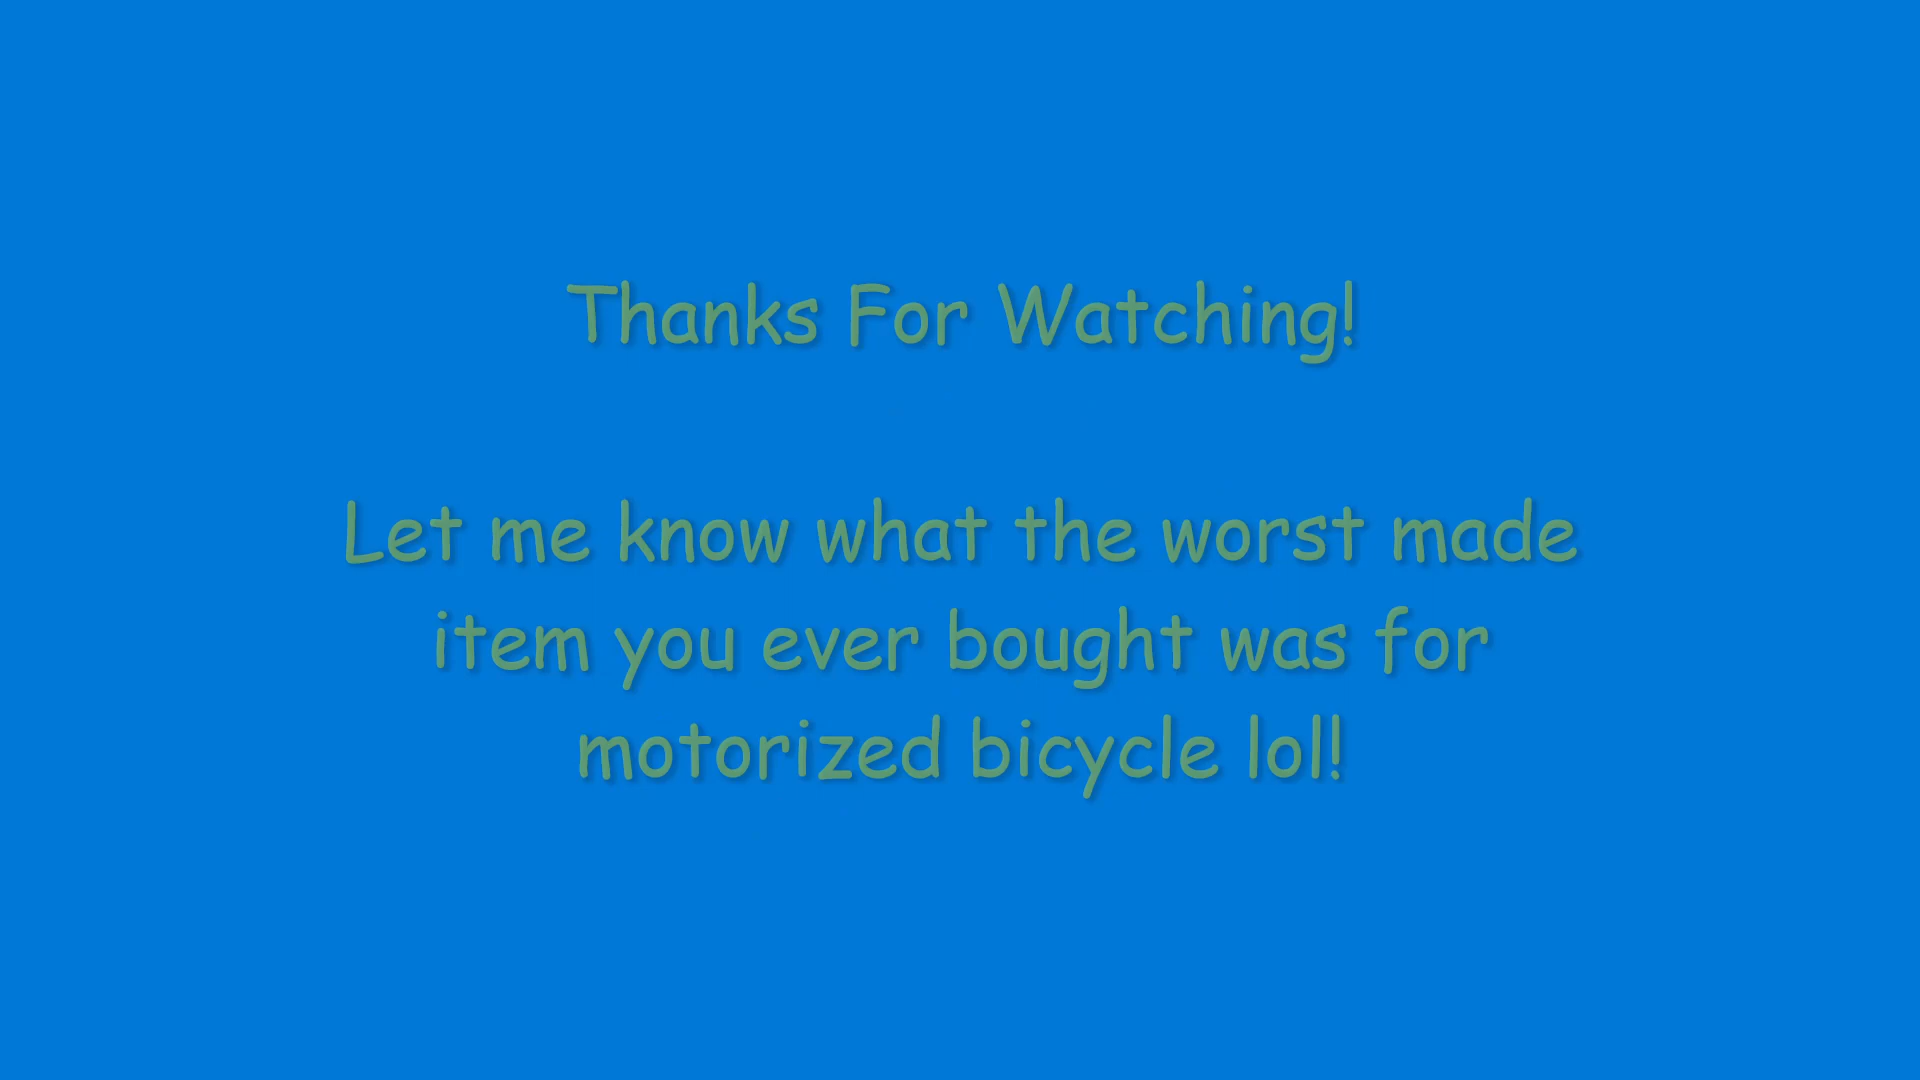 Thanks For Watching!
Let me know what the worst made
item you ever bought was for
motorized bicycle lol!